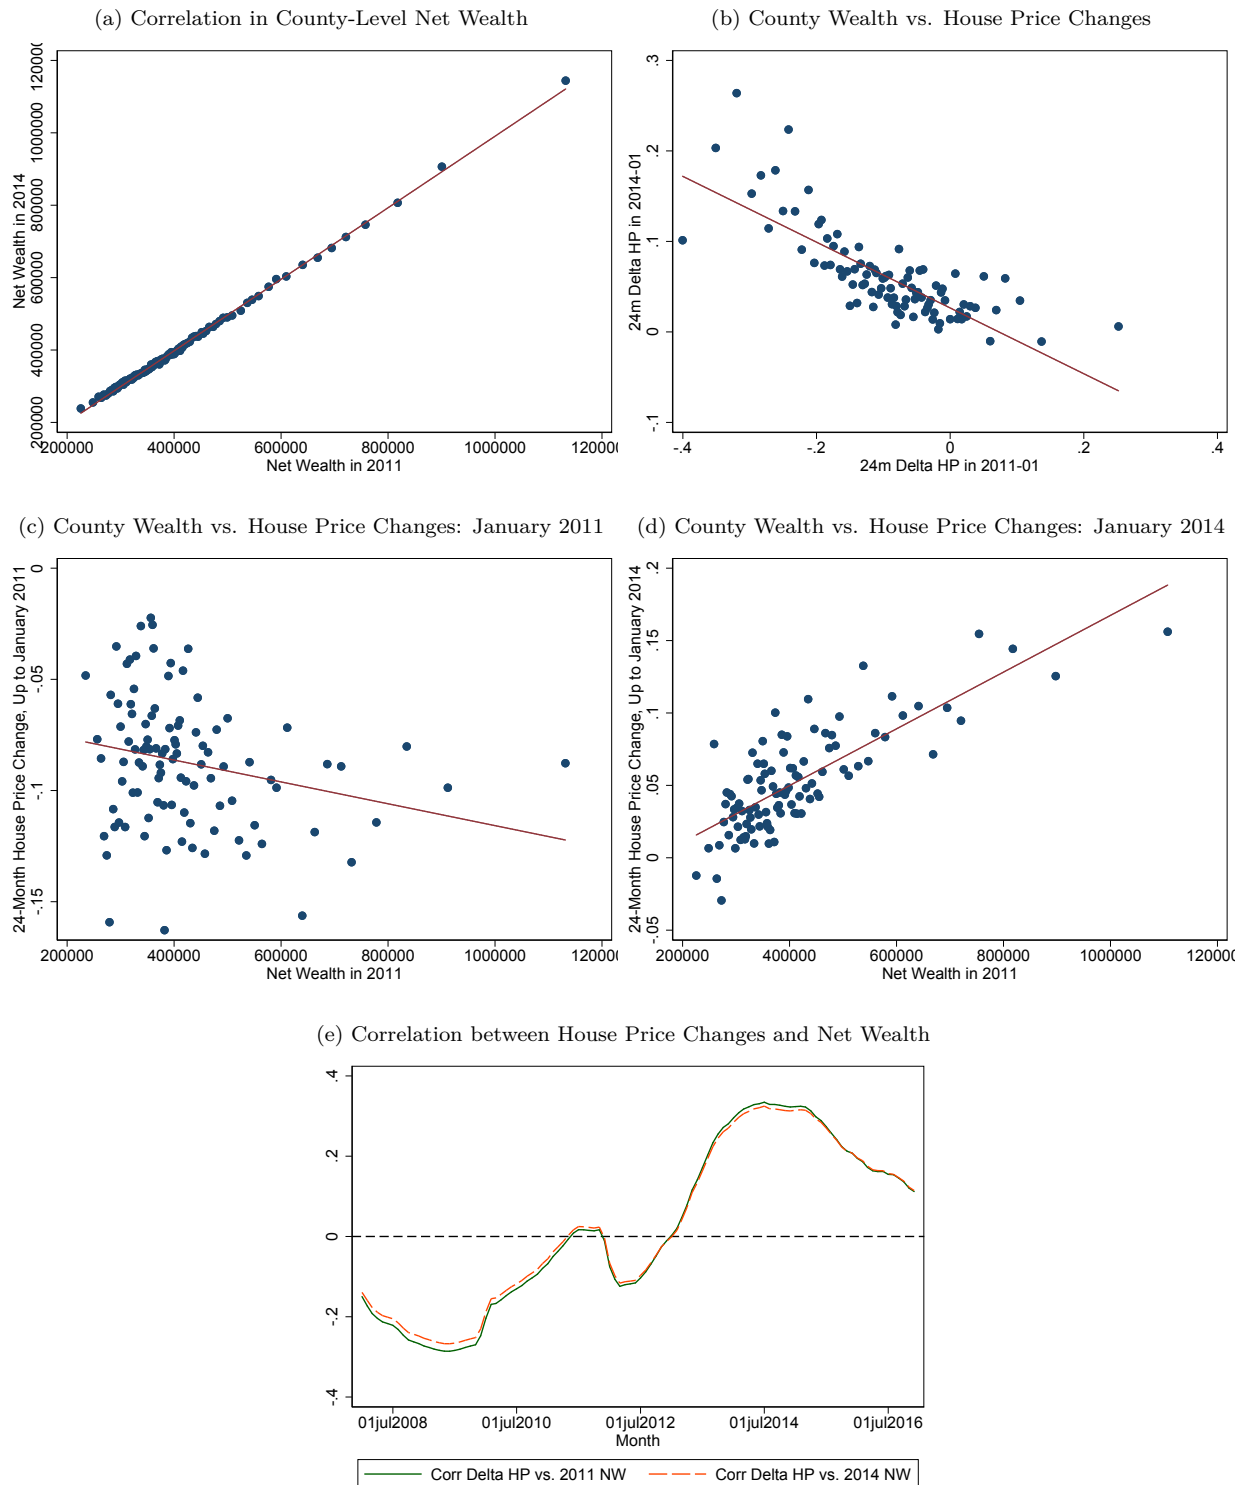 (a) Correlation in County-Level Net Wealth
Net Wealth in 2014
200000 400000 600000 800000 1000000 120000
200000 400000 600000 800000 1000000 120000
Net Wealth in 2011
(b) County Wealth vs. House Price Changes
24m Delta HP in 2014-01
-.1 0 .1 .2 .3
-.4 -.2 0 .2 .4
24m Delta HP in 2011-01
(c) County Wealth vs. House Price Changes: January 2011
24-Month House Price Change, Up to January 2011
-.15 -.1 -.05 0
200000 400000 600000 800000 1000000 120000
Net Wealth in 2011
(d) County Wealth vs. House Price Changes: January 2014
24-Month House Price Change, Up to January 2014
-.05 0 .05 .1 .15 .2
200000 400000 600000 800000 1000000 120000
Net Wealth in 2011
(e) Correlation between House Price Changes and Net Wealth
-.4 -.2 0 .2 .4
01jul2008 01jul2010 01jul2012 01jul2014 01jul2016
Month
Corr Delta HP vs. 2011 NW Corr Delta HP vs. 2014 NW